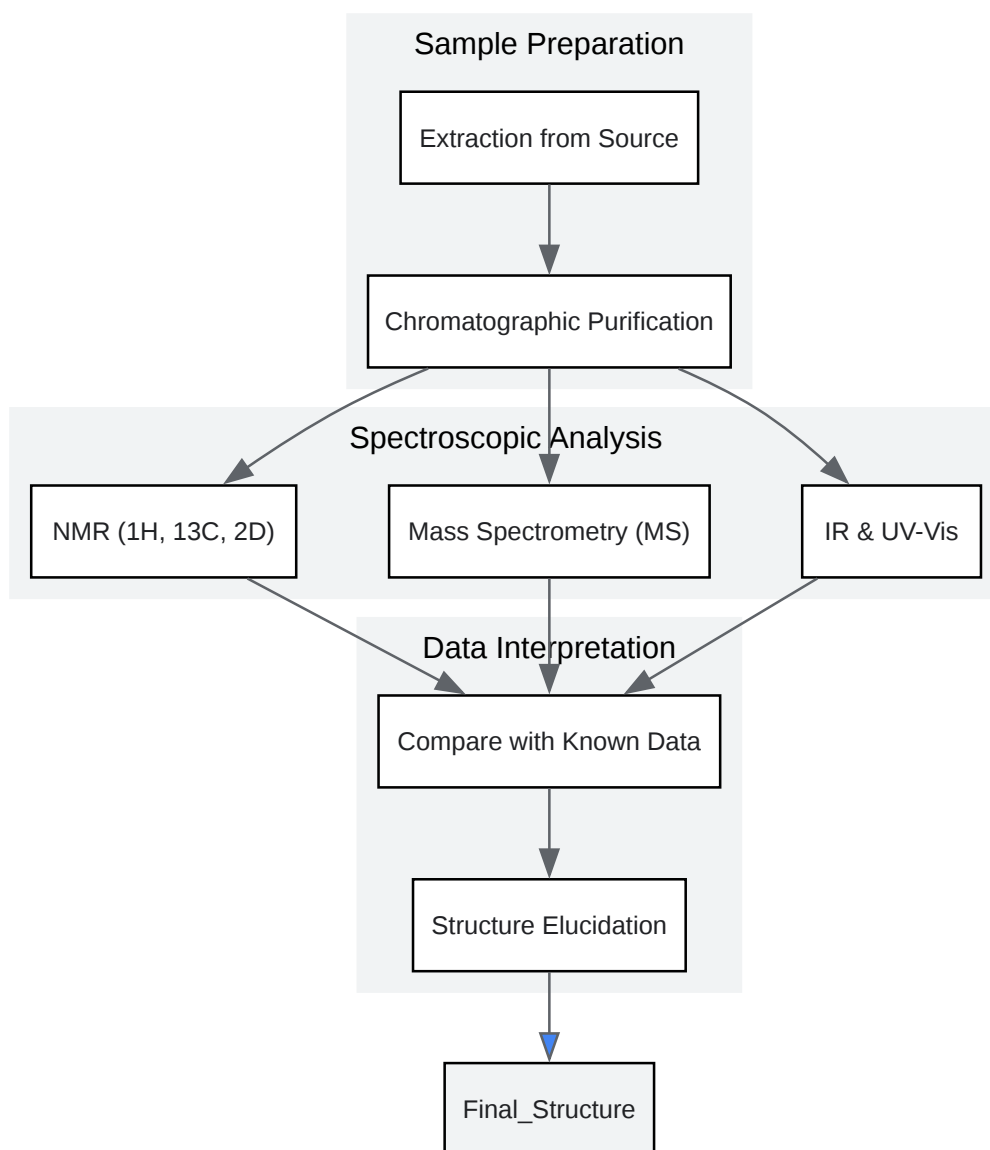 Sample Preparation
Extraction from Source
Chromatographic Purification
Spectroscopic Analysis
NMR (1H, 13C, 2D)
Mass Spectrometry (MS)
IR & UV-Vis
Data Interpretation
Compare with Known Data
Structure Elucidation
Final_Structure